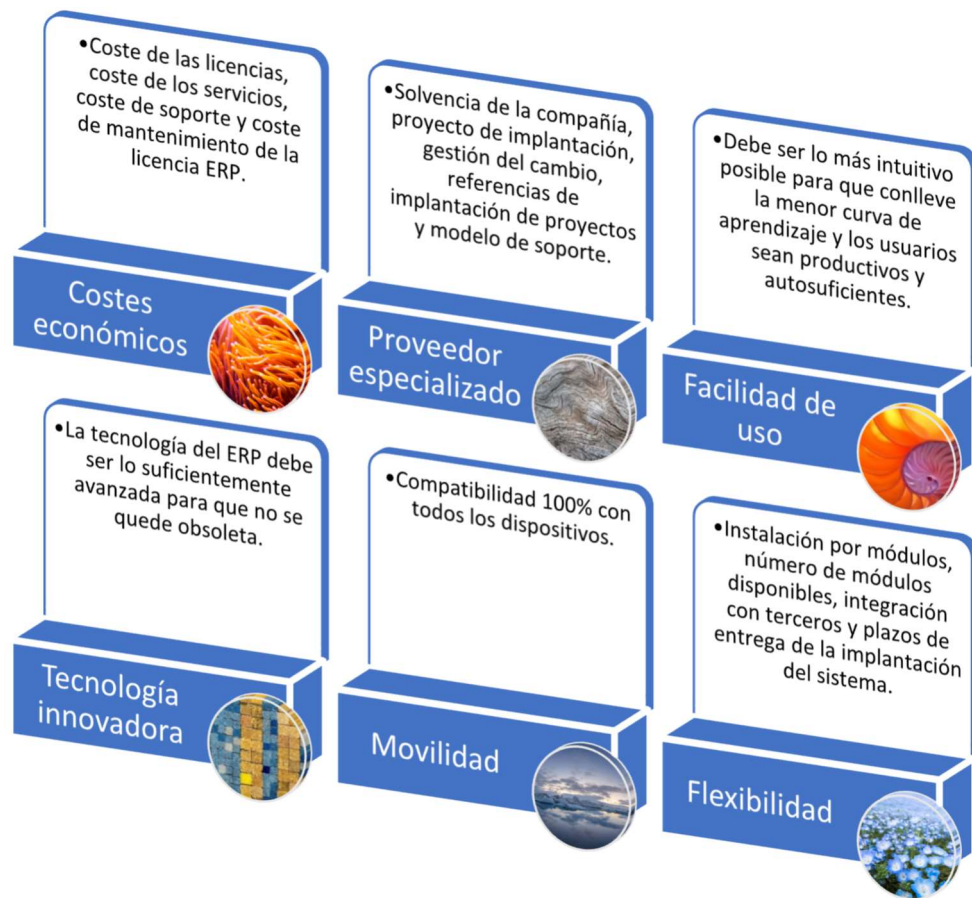 •Coste de las licencias,
coste de los servicios,
coste de soporte y coste
de mantenimiento de la
licencia ERP.
Costes
económicos
•Solvencia de la compañía,
proyecto de implantación,
gestión del cambio,
referencias de
implantación de proyectos
y modelo de soporte.
Proveedor
especializado
•Debe ser lo más intuitivo
posible para que conlleve
la menor curva de
aprendizaje y los usuarios
sean productivos y
autosuficientes.
Facilidad de
uso
•La tecnología del ERP debe
ser lo suficientemente
avanzada para que no se
quede obsoleta.
Tecnología
innovadora
•Compatibilidad 100% con
todos los dispositivos.
Movilidad
•Instalación por módulos,
número de módulos
disponibles, integración
con terceros y plazos de
entrega de la implantación
del sistema.
Flexibilidad